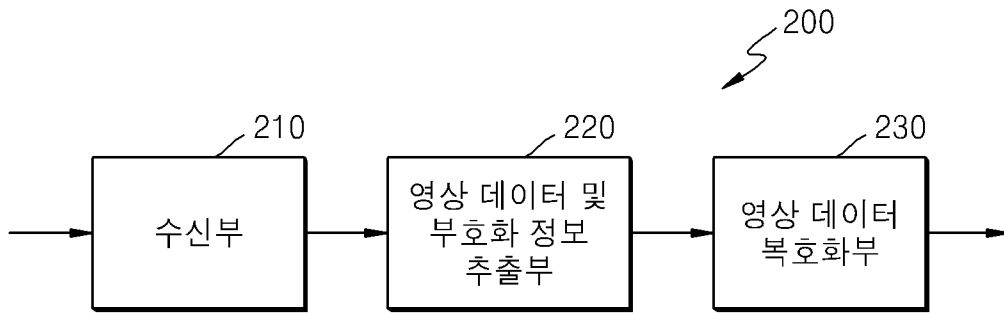 200
210
수신부
220
영상 데이터 및
부호화 정보
추출부
230
영상 데이터
복호화부